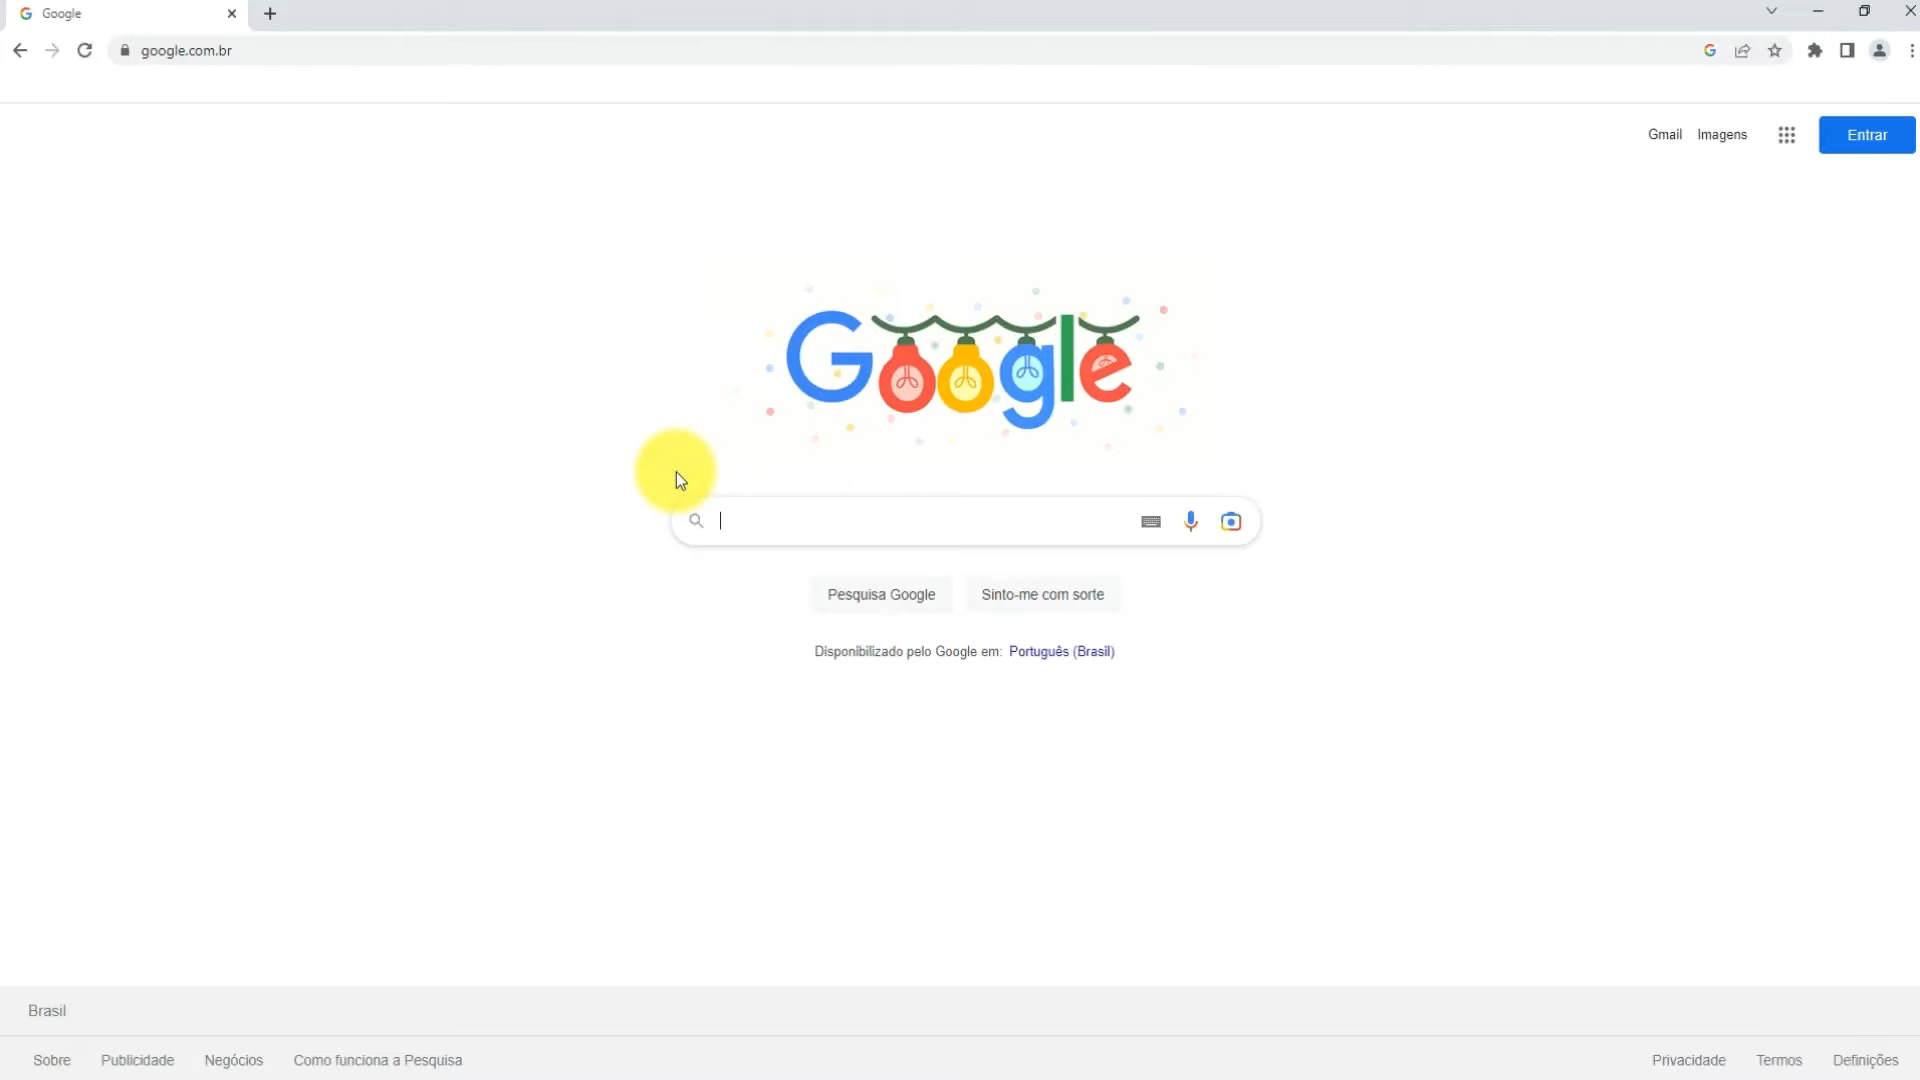 Google
google.com.br
Gmail Imagens Entrar
Google
Pesquisa Google Sinto-me com sorte
Disponibilizado pelo Google em: Português (Brasil)
Brasil
Sobre Publicidade Negócios Como funciona a Pesquisa Privacidade Termos Definições